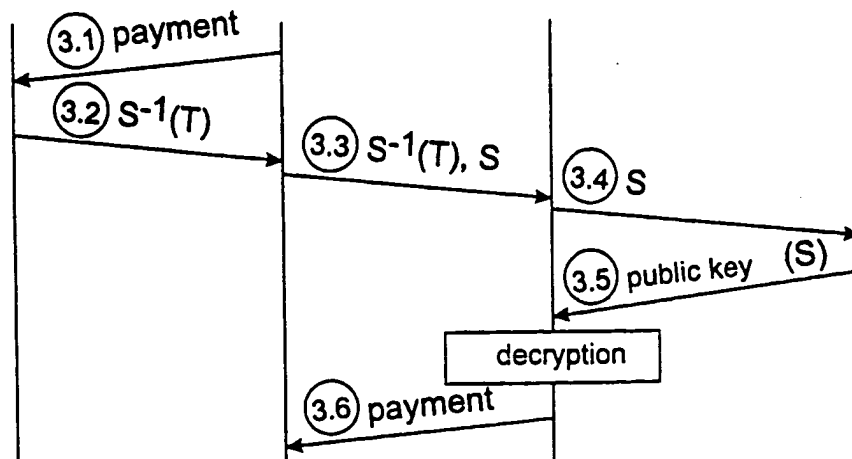 3.1 payment
3.2 S⁻¹(T)
3.3 S⁻¹(T), S
3.4 S
3.5 public key (S)
decryption
3.6 payment